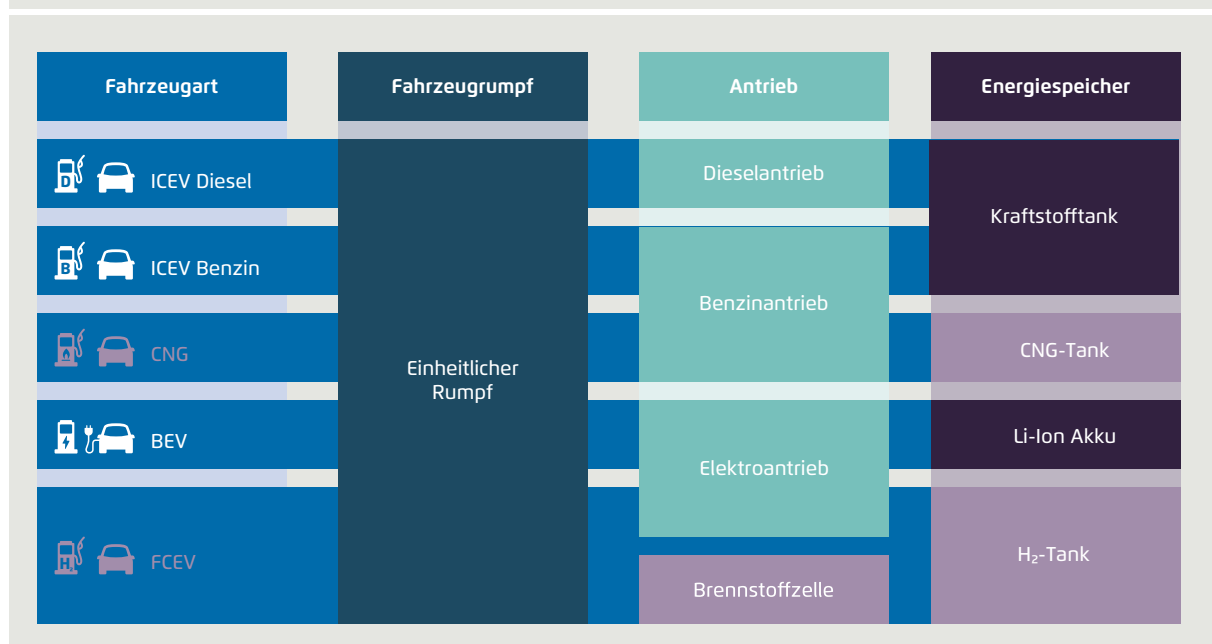 Fahrzeugart
Fahrzeugrumpf
Antrieb
Energiespeicher
D
ICEV Diesel
Dieselantrieb
Kraftstofftank
B
ICEV Benzin
Benzinantrieb
CNG
CNG-Tank
Einheitlicher
Rumpf
BEV
Li-Ion Akku
Elektroantrieb
H₂
FCEV
H₂-Tank
Brennstoffzelle